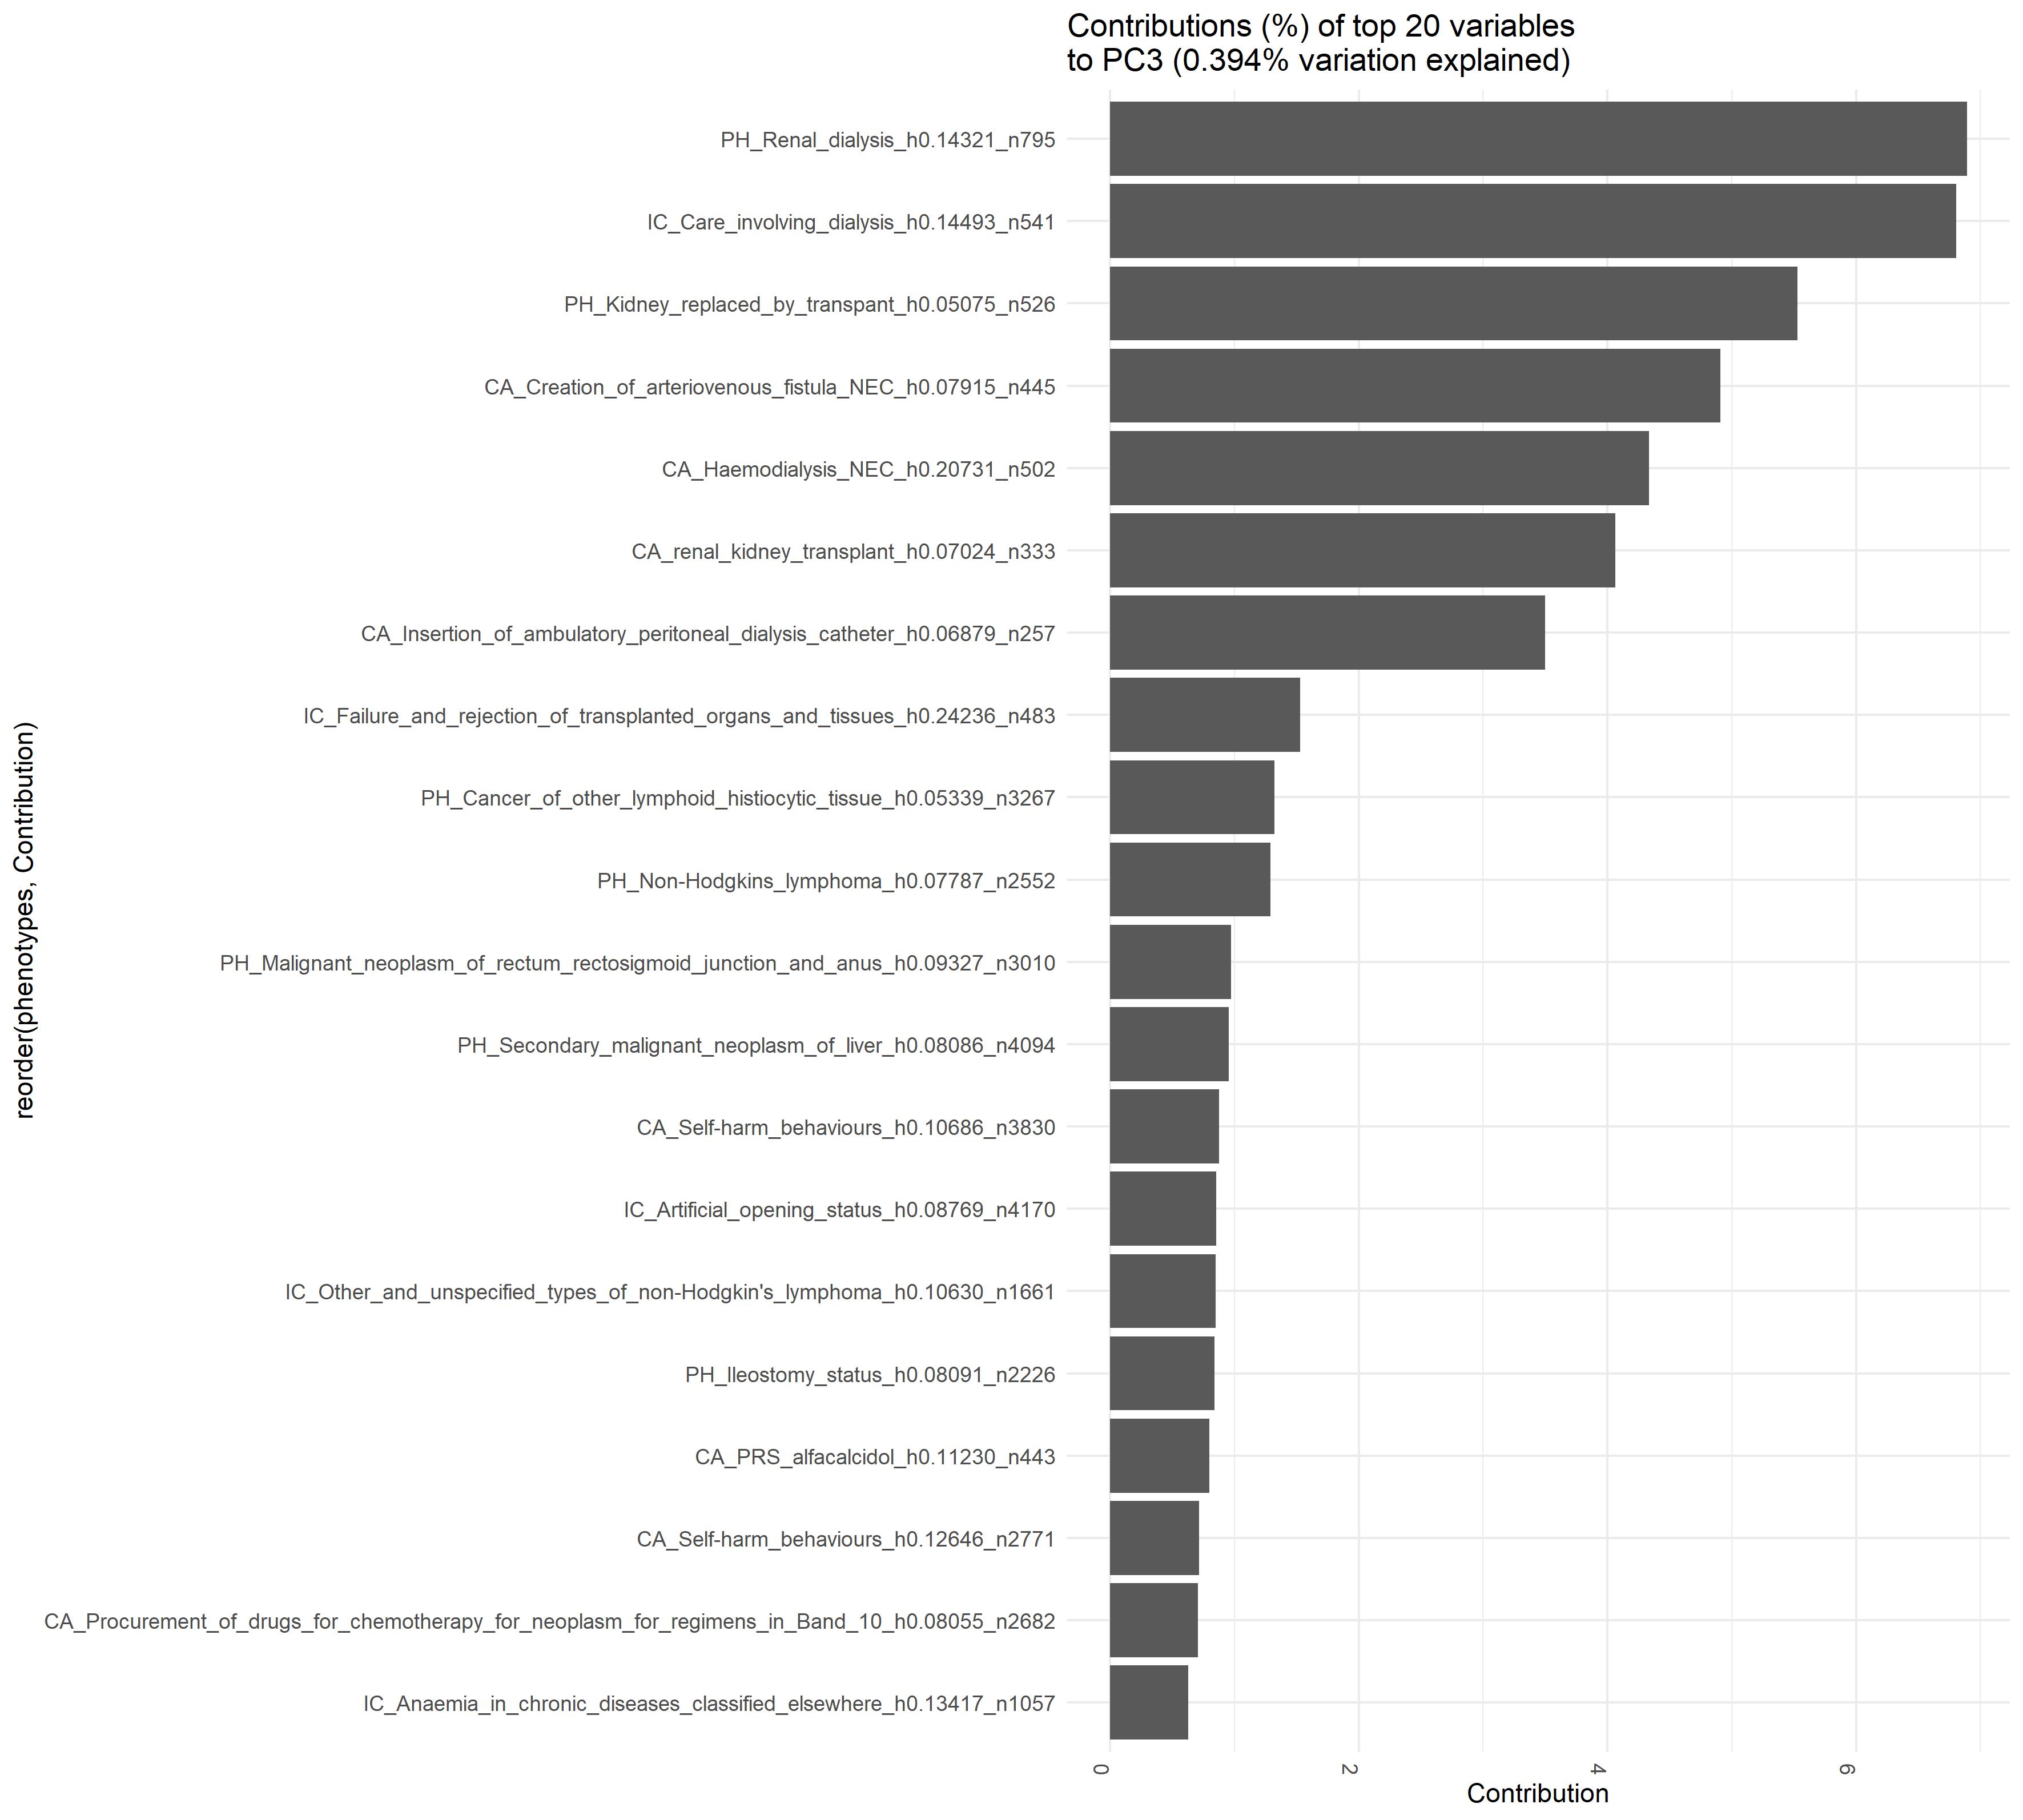 Contributions (%) of top 20 variables
to PC3 (0.394% variation explained)
PH_Renal_dialysis_h0.14321_n795
IC_Care_involving_dialysis_h0.14493_n541
PH_Kidney_replaced_by_transpant_h0.05075_n526
CA_Creation_of_arteriovenous_fistula_NEC_h0.07915_n445
CA_Haemodialysis_NEC_h0.20731_n502
CA_renal_kidney_transplant_h0.07024_n333
CA_Insertion_of_ambulatory_peritoneal_dialysis_catheter_h0.06879_n257
IC_Failure_and_rejection_of_transplanted_organs_and_tissues_h0.24236_n483
PH_Cancer_of_other_lymphoid_histiocytic_tissue_h0.05339_n3267
PH_Non-Hodgkins_lymphoma_h0.07787_n2552
PH_Malignant_neoplasm_of_rectum_rectosigmoid_junction_and_anus_h0.09327_n3010
PH_Secondary_malignant_neoplasm_of_liver_h0.08086_n4094
CA_Self-harm_behaviours_h0.10686_n3830
IC_Artificial_opening_status_h0.08769_n4170
IC_Other_and_unspecified_types_of_non-Hodgkin's_lymphoma_h0.10630_n1661
PH_Ileostomy_status_h0.08091_n2226
CA_PRS_alfacalcidol_h0.11230_n443
CA_Self-harm_behaviours_h0.12646_n2771
CA_Procurement_of_drugs_for_chemotherapy_for_neoplasm_for_regimens_in_Band_10_h0.08055_n2682
IC_Anaemia_in_chronic_diseases_classified_elsewhere_h0.13417_n1057
reorder(phenotypes, Contribution)
0 2 4 6
Contribution